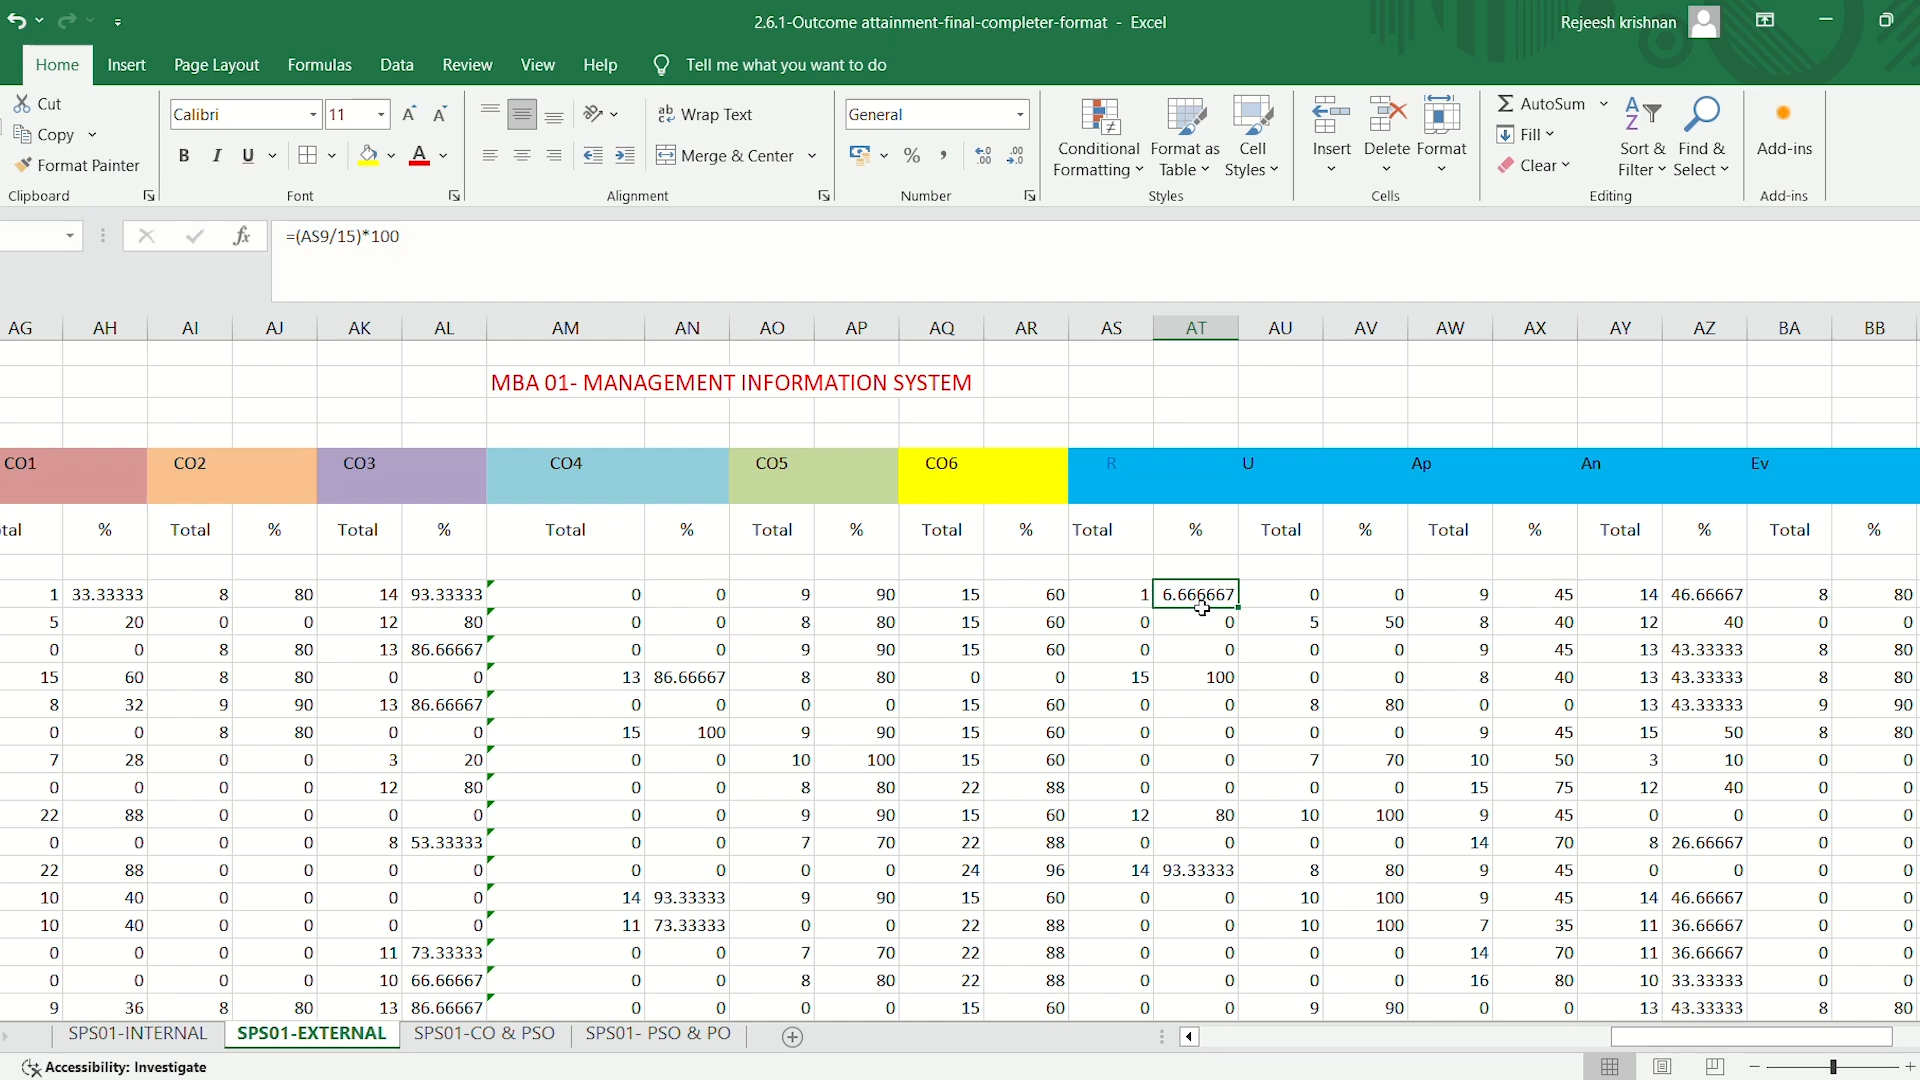 2.6.1-Outcome attainment-final-completer-format - Excel
Rejeesh krishnan
Home Insert Page Layout Formulas Data Review View Help Tell me what you want to do
Cut
Copy
Format Painter
Clipboard
Calibri 11
B I U
Font
Wrap Text
Merge & Center
Alignment
General
Number
Conditional Formatting
Format as Table
Cell Styles
Styles
Insert Delete Format
Cells
AutoSum
Fill
Clear
Sort & Filter
Find & Select
Editing
Add-ins
Add-ins
fx =(AS9/15)*100
AG AH AI AJ AK AL AM AN AO AP AQ AR AS AT AU AV AW AX AY AZ BA BB
MBA 01- MANAGEMENT INFORMATION SYSTEM
CO1 CO2 CO3 CO4 CO5 CO6 R U Ap An Ev
tal % Total % Total % Total % Total % Total % Total % Total % Total % Total % Total %
1 33.33333 8 80 14 93.33333 0 0 9 90 15 60 1 6.666667 0 0 9 45 14 46.66667 8 80
5 20 0 0 12 80 0 0 8 80 15 60 0 0 5 50 8 40 12 40 0 0
0 0 8 80 13 86.66667 0 0 9 90 15 60 0 0 0 0 9 45 13 43.33333 8 80
15 60 8 80 0 0 13 86.66667 8 80 0 0 15 100 0 0 8 40 13 43.33333 8 80
8 32 9 90 13 86.66667 0 0 0 0 15 60 0 0 8 80 0 0 13 43.33333 9 90
0 0 8 80 0 0 15 100 9 90 15 60 0 0 0 0 9 45 15 50 8 80
7 28 0 0 3 20 0 0 10 100 15 60 0 0 7 70 10 50 3 10 0 0
0 0 0 0 12 80 0 0 8 80 22 88 0 0 0 0 15 75 12 40 0 0
22 88 0 0 0 0 0 0 9 90 15 60 12 80 10 100 9 45 0 0 0 0
0 0 0 0 8 53.33333 0 0 7 70 22 88 0 0 0 0 14 70 8 26.66667 0 0
22 88 0 0 0 0 0 0 0 0 24 96 14 93.33333 8 80 9 45 0 0 0 0
10 40 0 0 0 0 14 93.33333 9 90 15 60 0 0 10 100 9 45 14 46.66667 0 0
10 40 0 0 0 0 11 73.33333 0 0 22 88 0 0 10 100 7 35 11 36.66667 0 0
0 0 0 0 11 73.33333 0 0 7 70 22 88 0 0 0 0 14 70 11 36.66667 0 0
0 0 0 0 10 66.66667 0 0 8 80 22 88 0 0 0 0 16 80 10 33.33333 0 0
9 36 8 80 13 86.66667 0 0 0 0 15 60 0 0 9 90 0 0 13 43.33333 8 80
SPS01-INTERNAL SPS01-EXTERNAL SPS01-CO & PSO SPS01- PSO & PO
Accessibility: Investigate